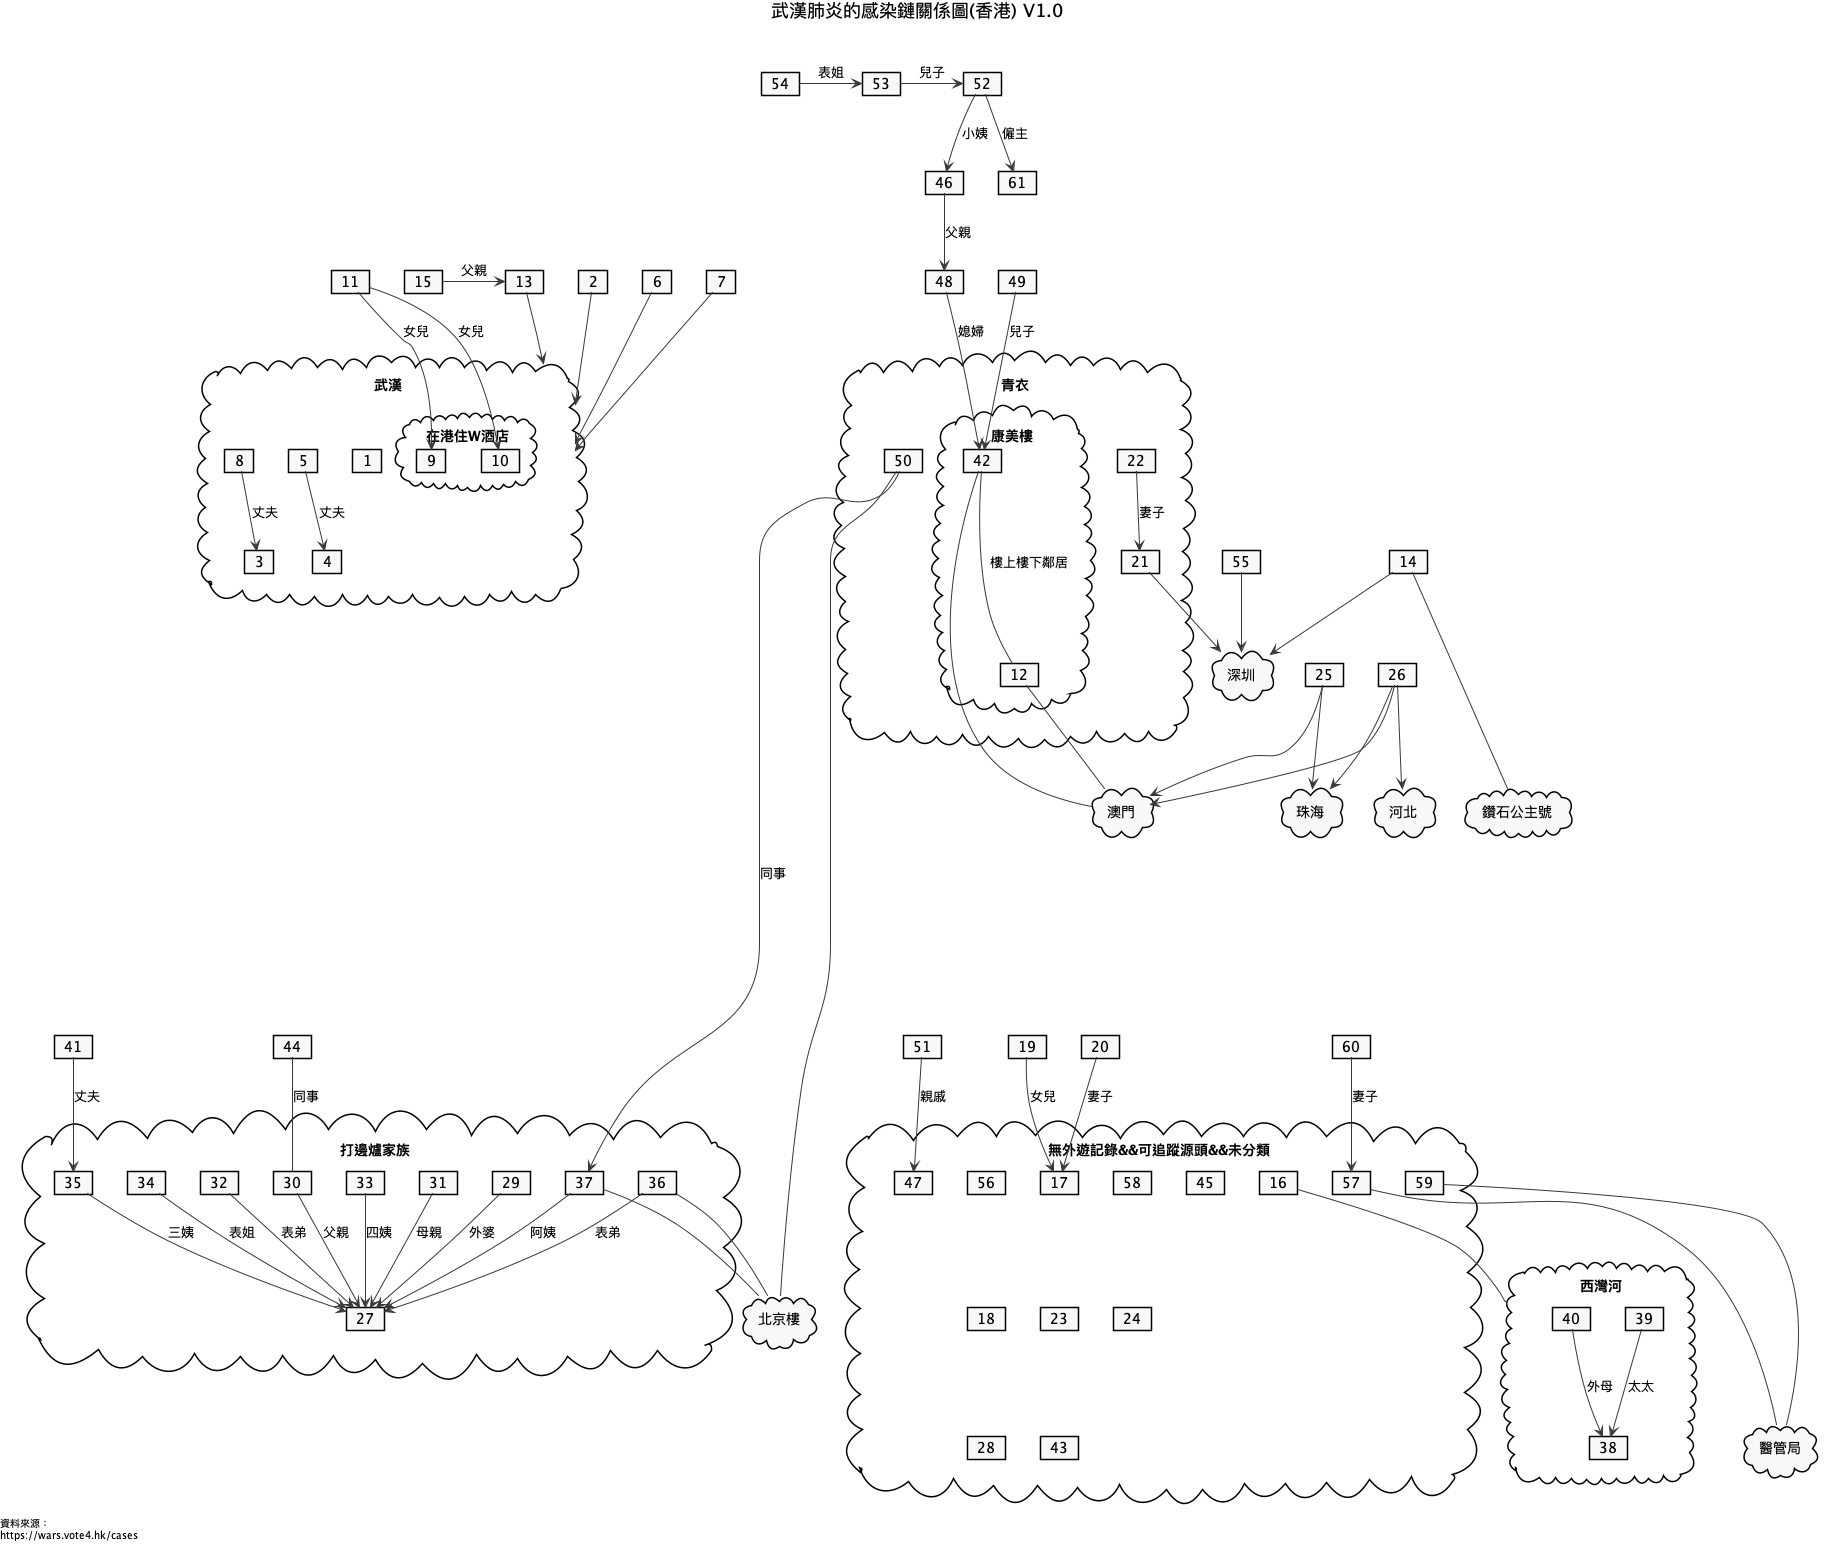 武漢肺炎的感染鏈關係圖(香港) V1.0
54 表姐 53 兒子 52
小姨 僱主
46 61
父親
11 15 父親 13 2 6 7 48 49
女兒 女兒 媳婦 兒子
武漢 青衣
在港住W酒店 康美樓
8 5 1 9 10 50 42 22
丈夫 丈夫 妻子
3 4 樓上樓下鄰居 21 55 14
12 深圳 25 26
澳門 珠海 河北 鑽石公主號
同事
41 44 51 19 20 60
丈夫 同事 親戚 女兒 妻子 妻子
打邊爐家族 無外遊記錄&&可追蹤源頭&&未分類
35 34 32 30 33 31 29 37 36 47 56 17 58 45 16 57 59
三姨 表姐 表弟 父親 四姨 母親 外婆 阿姨 表弟
西灣河
27 北京樓 18 23 24 40 39
外母 太太
28 43 38 醫管局
資料來源：
https://wars.vote4.hk/cases